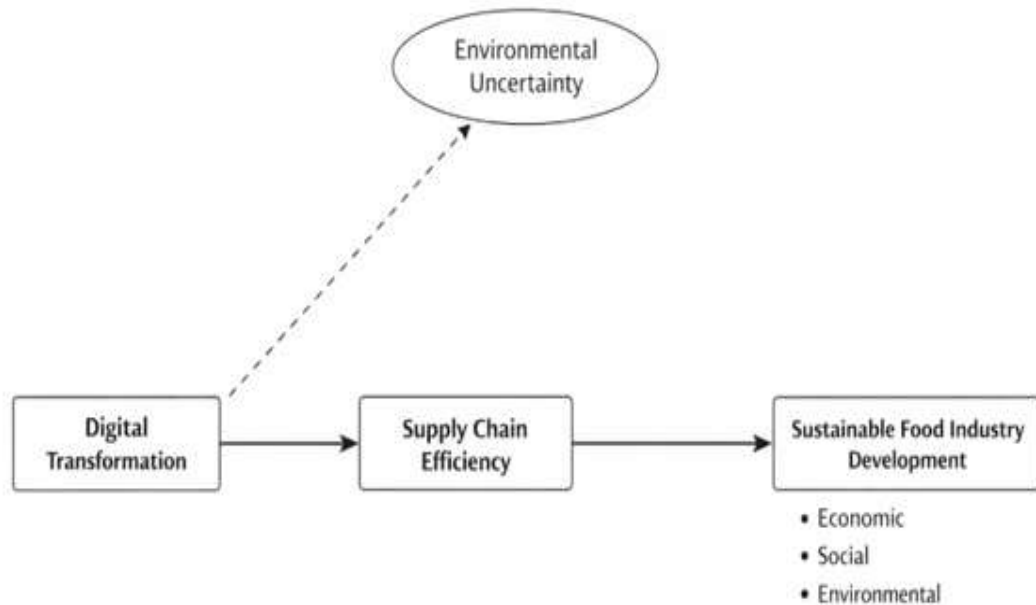 Environmental
Uncertainty
Digital
Transformation
Supply Chain
Efficiency
Sustainable Food Industry
Development
• Economic
• Social
• Environmental